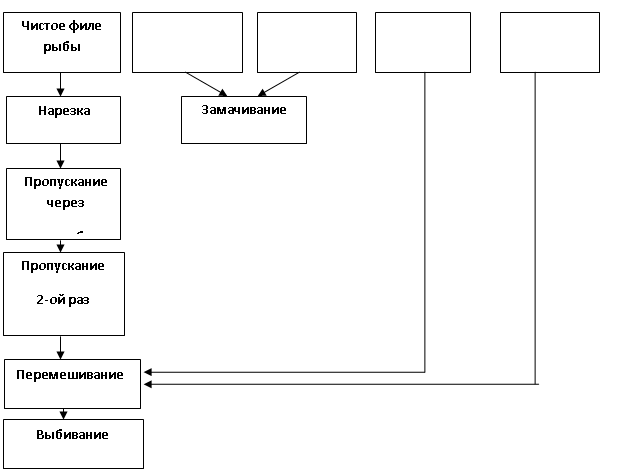 Чистое филе
рыбы
Нарезка
Замачивание
Пропускание
через
Пропускание
2-ой раз
Перемешивание
Выбивание